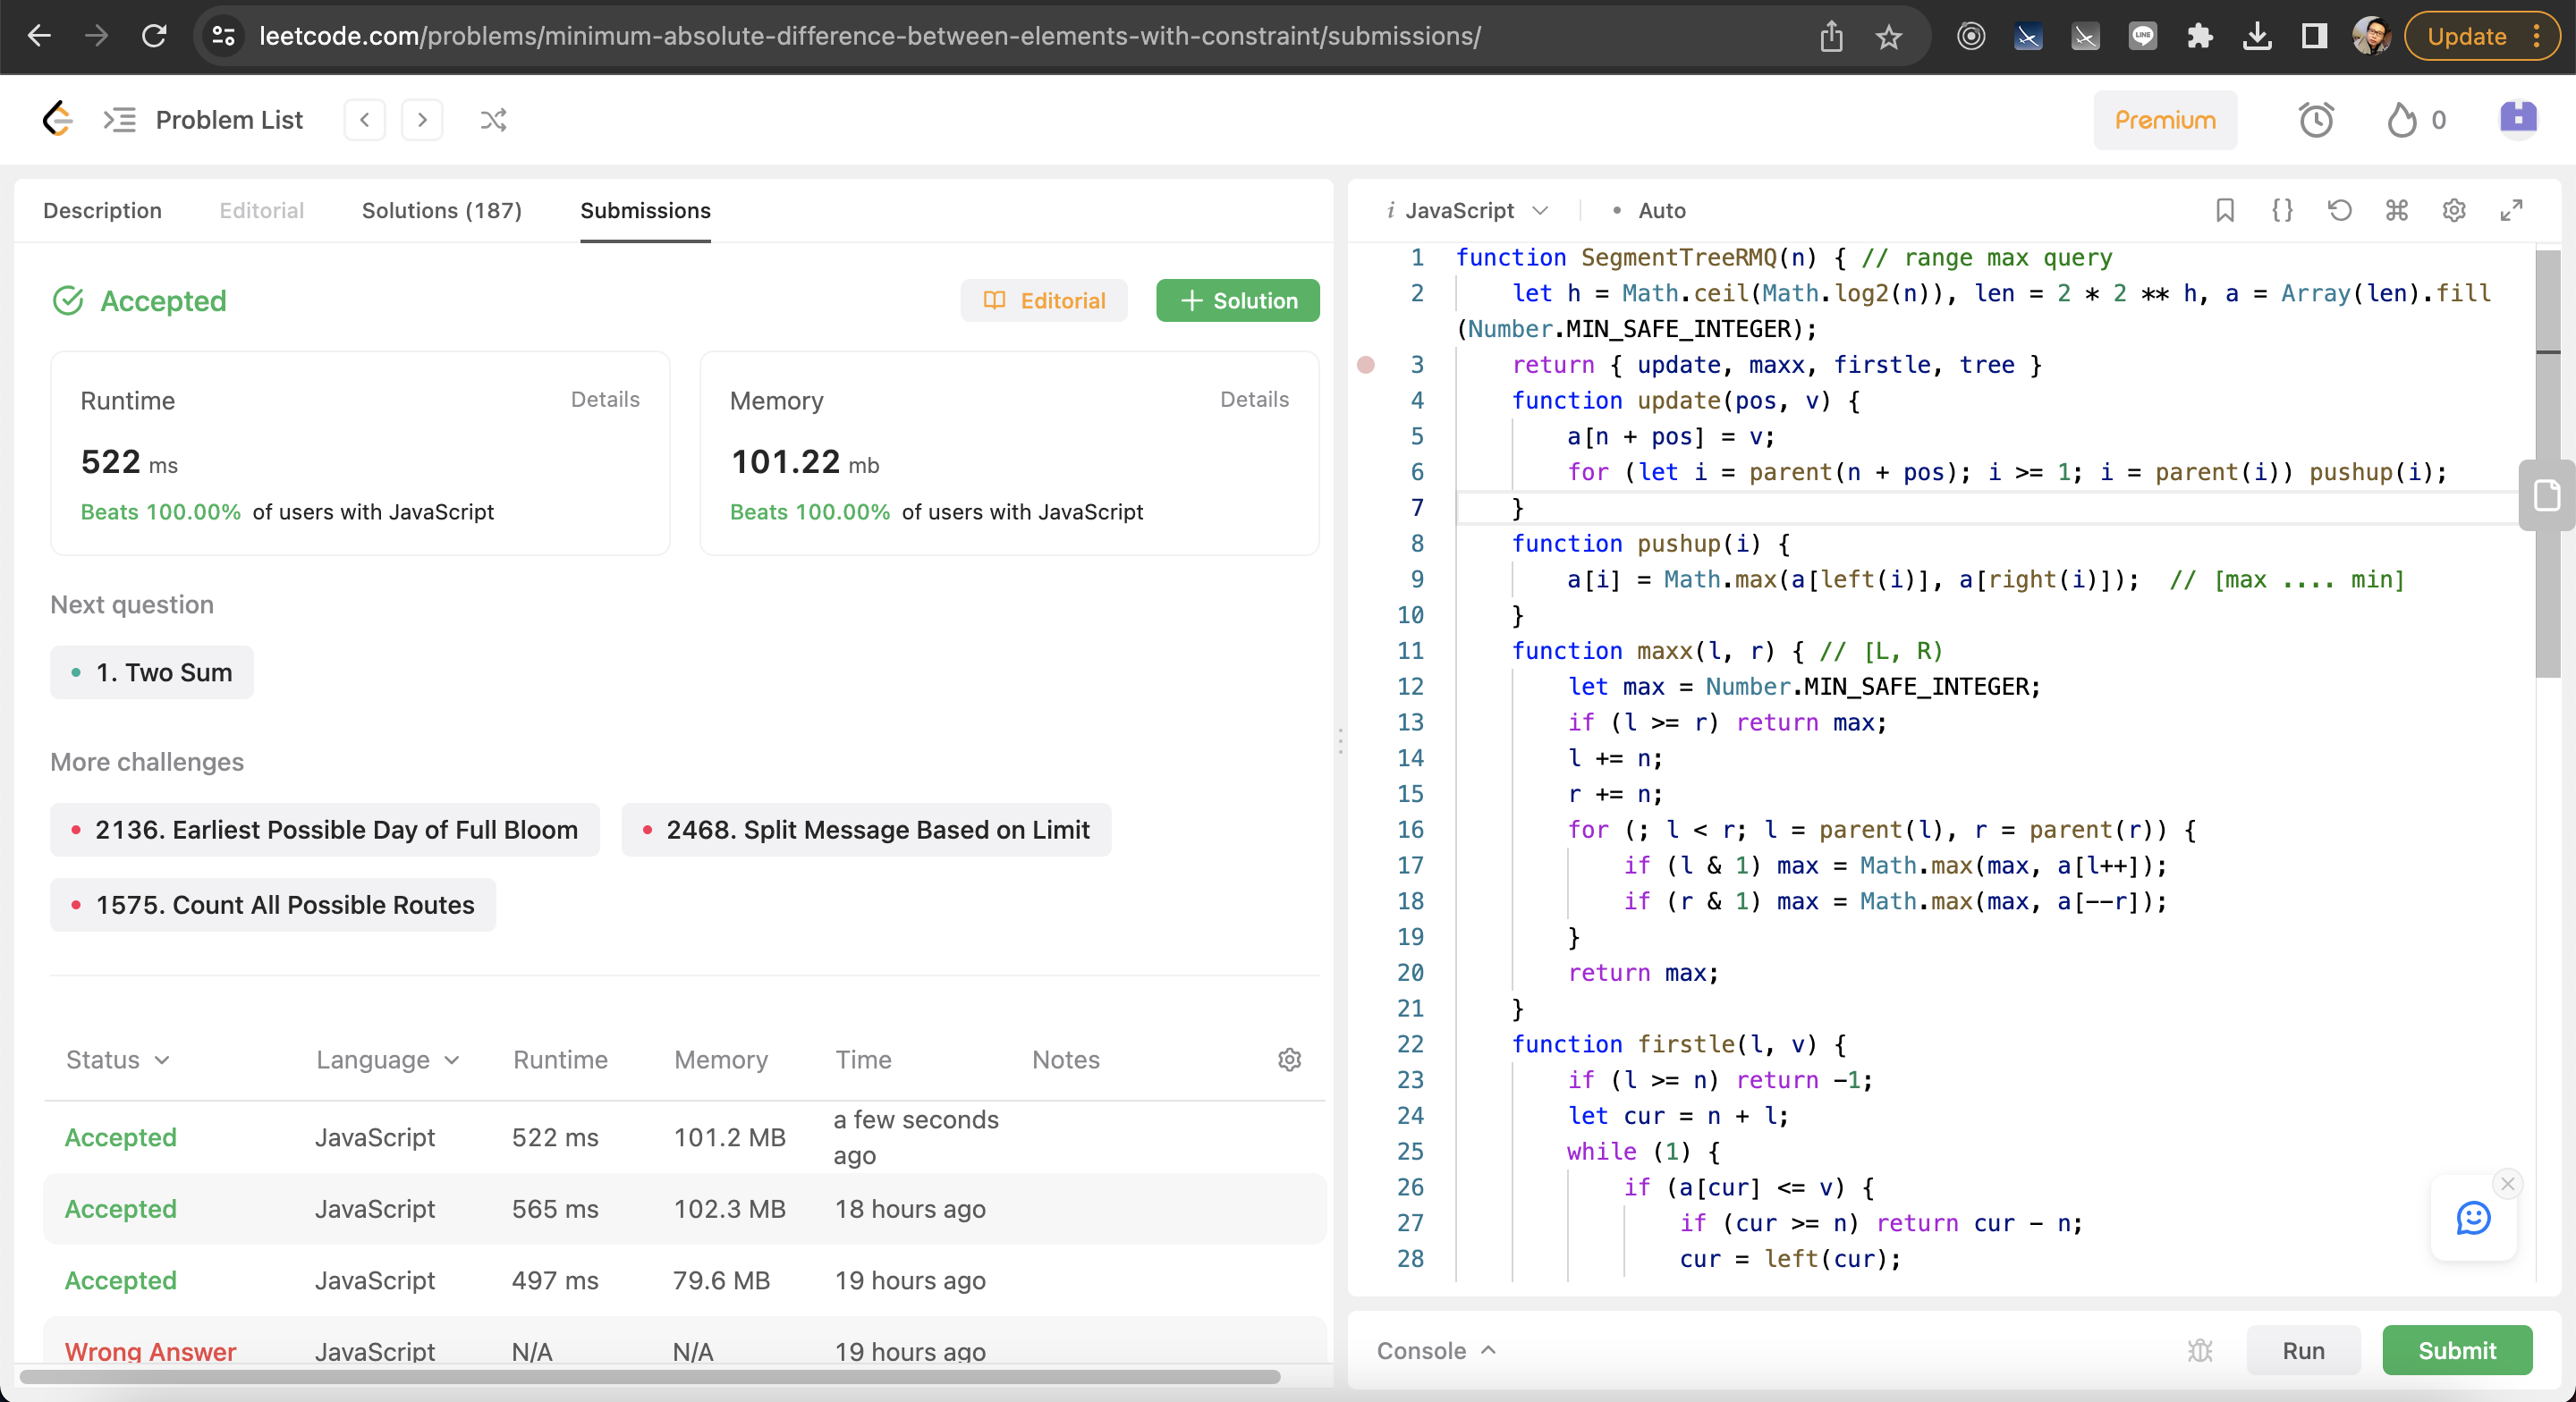 leetcode.com/problems/minimum-absolute-difference-between-elements-with-constraint/submissions/
LINE
Update
Problem List
Premium
0
Description
Editorial
Solutions (187)
Submissions
Accepted
Editorial
Solution
Runtime
Details
522 ms
Beats 100.00% of users with JavaScript
Memory
Details
101.22 mb
Beats 100.00% of users with JavaScript
Next question
1. Two Sum
More challenges
2136. Earliest Possible Day of Full Bloom
2468. Split Message Based on Limit
1575. Count All Possible Routes
Status Language Runtime Memory Time Notes
Accepted JavaScript 522 ms 101.2 MB a few seconds ago
Accepted JavaScript 565 ms 102.3 MB 18 hours ago
Accepted JavaScript 497 ms 79.6 MB 19 hours ago
Wrong Answer JavaScript N/A N/A 19 hours ago
i JavaScript
Auto
1 function SegmentTreeRMQ(n) { // range max query
2 let h = Math.ceil(Math.log2(n)), len = 2 * 2 ** h, a = Array(len).fill
(Number.MIN_SAFE_INTEGER);
3 return { update, maxx, firstle, tree }
4 function update(pos, v) {
5 a[n + pos] = v;
6 for (let i = parent(n + pos); i >= 1; i = parent(i)) pushup(i);
7 }
8 function pushup(i) {
9 a[i] = Math.max(a[left(i)], a[right(i)]); // [max .... min]
10 }
11 function maxx(l, r) { // [L, R)
12 let max = Number.MIN_SAFE_INTEGER;
13 if (l >= r) return max;
14 l += n;
15 r += n;
16 for (; l < r; l = parent(l), r = parent(r)) {
17 if (l & 1) max = Math.max(max, a[l++]);
18 if (r & 1) max = Math.max(max, a[--r]);
19 }
20 return max;
21 }
22 function firstle(l, v) {
23 if (l >= n) return -1;
24 let cur = n + l;
25 while (1) {
26 if (a[cur] <= v) {
27 if (cur >= n) return cur - n;
28 cur = left(cur);
Console
Run
Submit